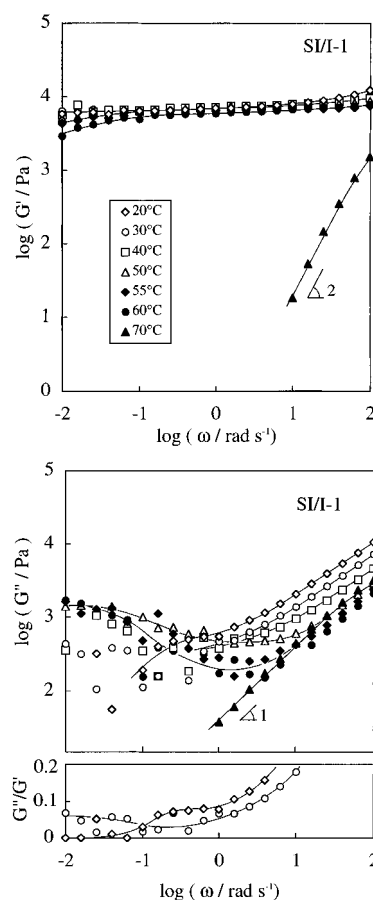 SI/I-1
5
4
3
2
1
0
log ( G' / Pa )
20°C
30°C
40°C
50°C
55°C
60°C
70°C
2
-2 -1 0 1 2
log ( ω / rad s⁻¹ )
SI/I-1
5
4
3
2
log ( G" / Pa )
1
0.2
0.1
0
G"/G'
-2 -1 0 1 2
log ( ω / rad s⁻¹ )